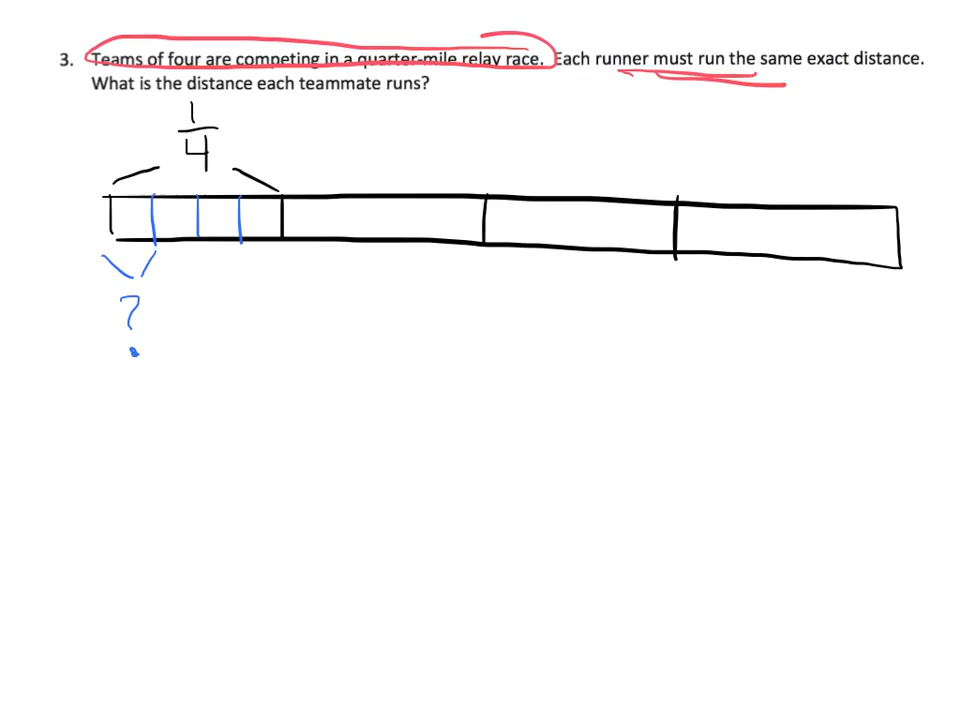 3. Teams of four are competing in a quarter-mile relay race. Each runner must run the same exact distance.
What is the distance each teammate runs?
1
4
?